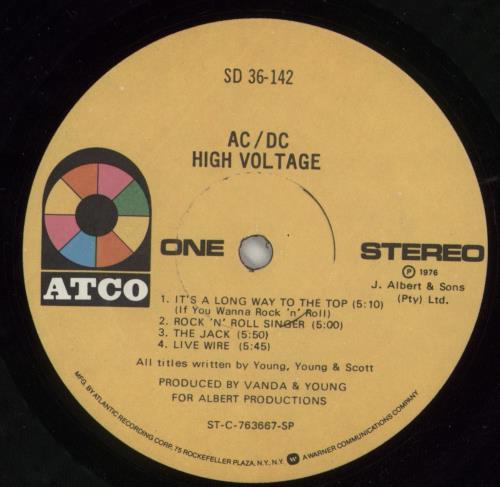 SD 36-142
AC/DC
HIGH VOLTAGE
ATCO
ONE
STEREO
Ⓟ 1976
J. Albert & Sons
(Pty) Ltd.
1. IT'S A LONG WAY TO THE TOP (5:10)
(If You Wanna Rock 'n' Roll)
2. ROCK 'N' ROLL SINGER (5:00)
3. THE JACK (5:50)
4. LIVE WIRE (5:45)
All titles written by Young, Young & Scott
PRODUCED BY VANDA & YOUNG
FOR ALBERT PRODUCTIONS
ST-C-763667-SP
MFG. BY ATLANTIC RECORDING CORP., 75 ROCKEFELLER PLAZA, N.Y., N.Y. W A WARNER COMMUNICATIONS COMPANY